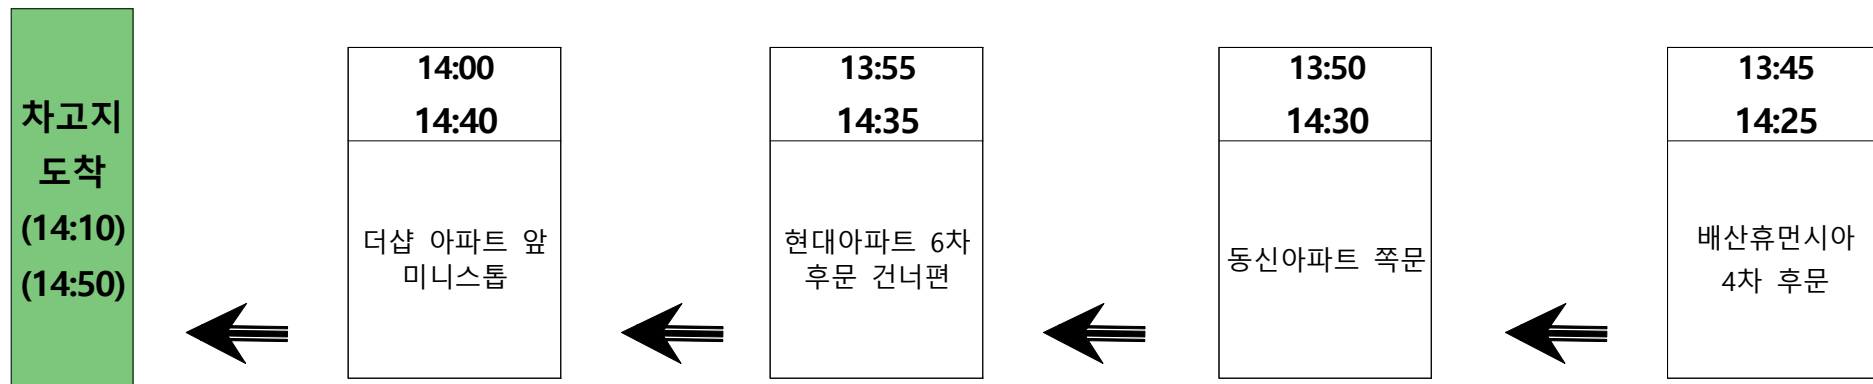 차고지
도착
(14:10)
(14:50)
14:00
14:40
더샵 아파트 앞
미니스톱
13:55
14:35
현대아파트 6차
후문 건너편
13:50
14:30
동신아파트 쪽문
13:45
14:25
배산휴먼시아
4차 후문